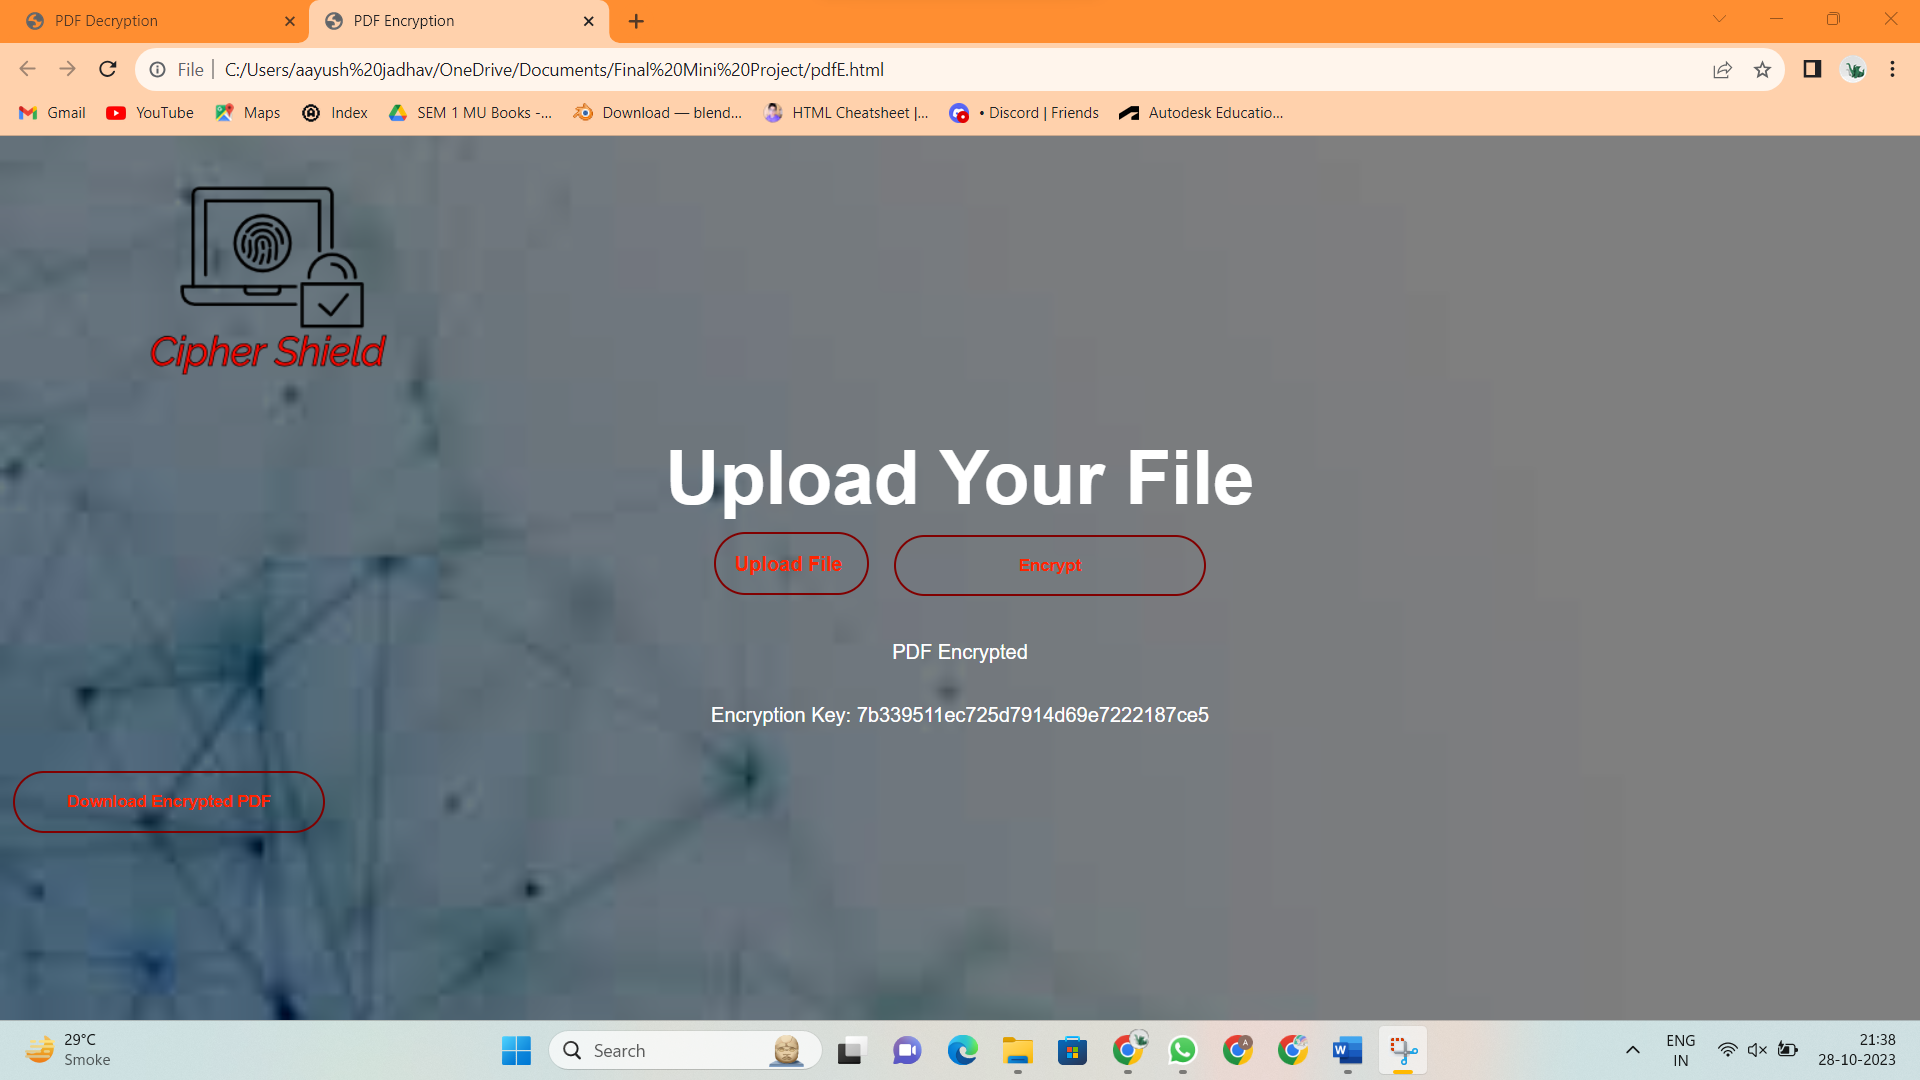 PDF Decryption
PDF Encryption
File
C:/Users/aayush%20jadhav/OneDrive/Documents/Final%20Mini%20Project/pdfE.html
Gmail
YouTube
Maps
Index
SEM 1 MU Books -...
Download — blend...
HTML Cheatsheet |...
• Discord | Friends
Autodesk Educatio...
Cipher Shield
Upload Your File
Upload File
Encrypt
PDF Encrypted
Encryption Key: 7b339511ec725d7914d69e7222187ce5
Download Encrypted PDF
29°C
Smoke
Search
ENG
IN
21:38
28-10-2023